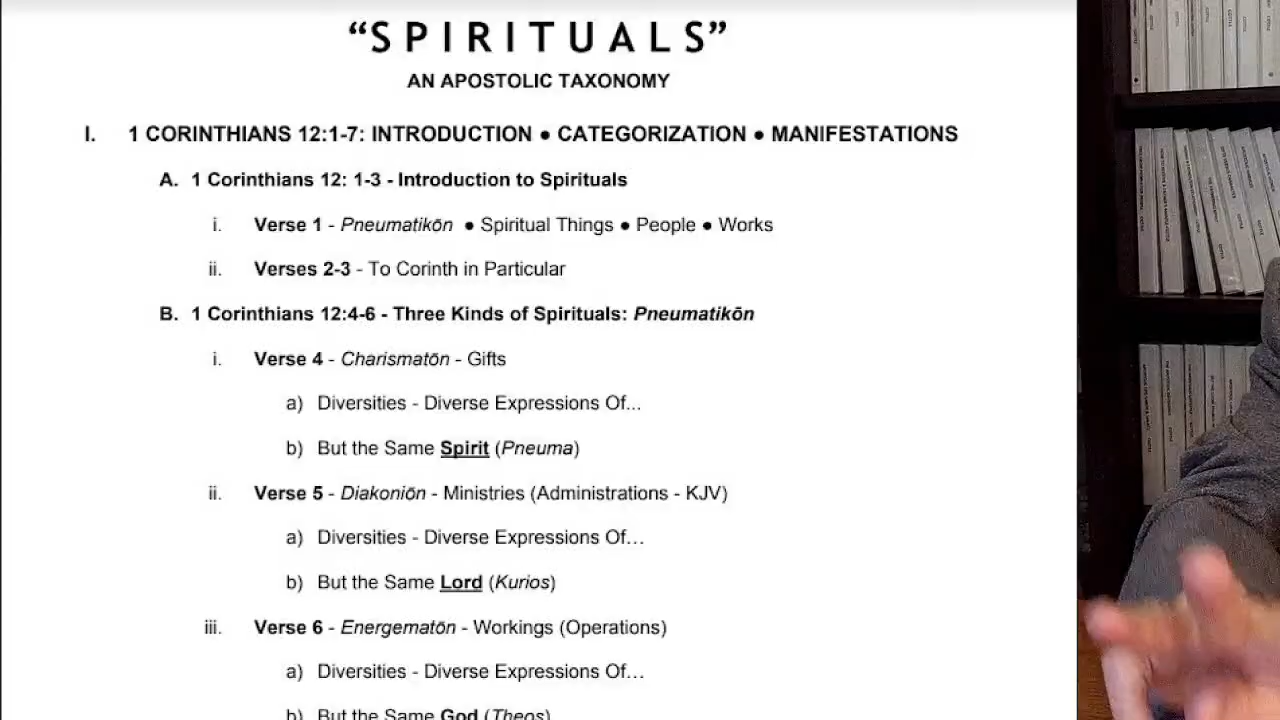 “SPIRITUALS”
AN APOSTOLIC TAXONOMY
I. 1 CORINTHIANS 12:1-7: INTRODUCTION ● CATEGORIZATION ● MANIFESTATIONS
A. 1 Corinthians 12: 1-3 - Introduction to Spirituals
i. Verse 1 - Pneumatikōn ● Spiritual Things ● People ● Works
ii. Verses 2-3 - To Corinth in Particular
B. 1 Corinthians 12:4-6 - Three Kinds of Spirituals: Pneumatikōn
i. Verse 4 - Charismatōn - Gifts
a) Diversities - Diverse Expressions Of...
b) But the Same Spirit (Pneuma)
ii. Verse 5 - Diakoniōn - Ministries (Administrations - KJV)
a) Diversities - Diverse Expressions Of…
b) But the Same Lord (Kurios)
iii. Verse 6 - Energematōn - Workings (Operations)
a) Diversities - Diverse Expressions Of…
b) But the Same God (Theos)